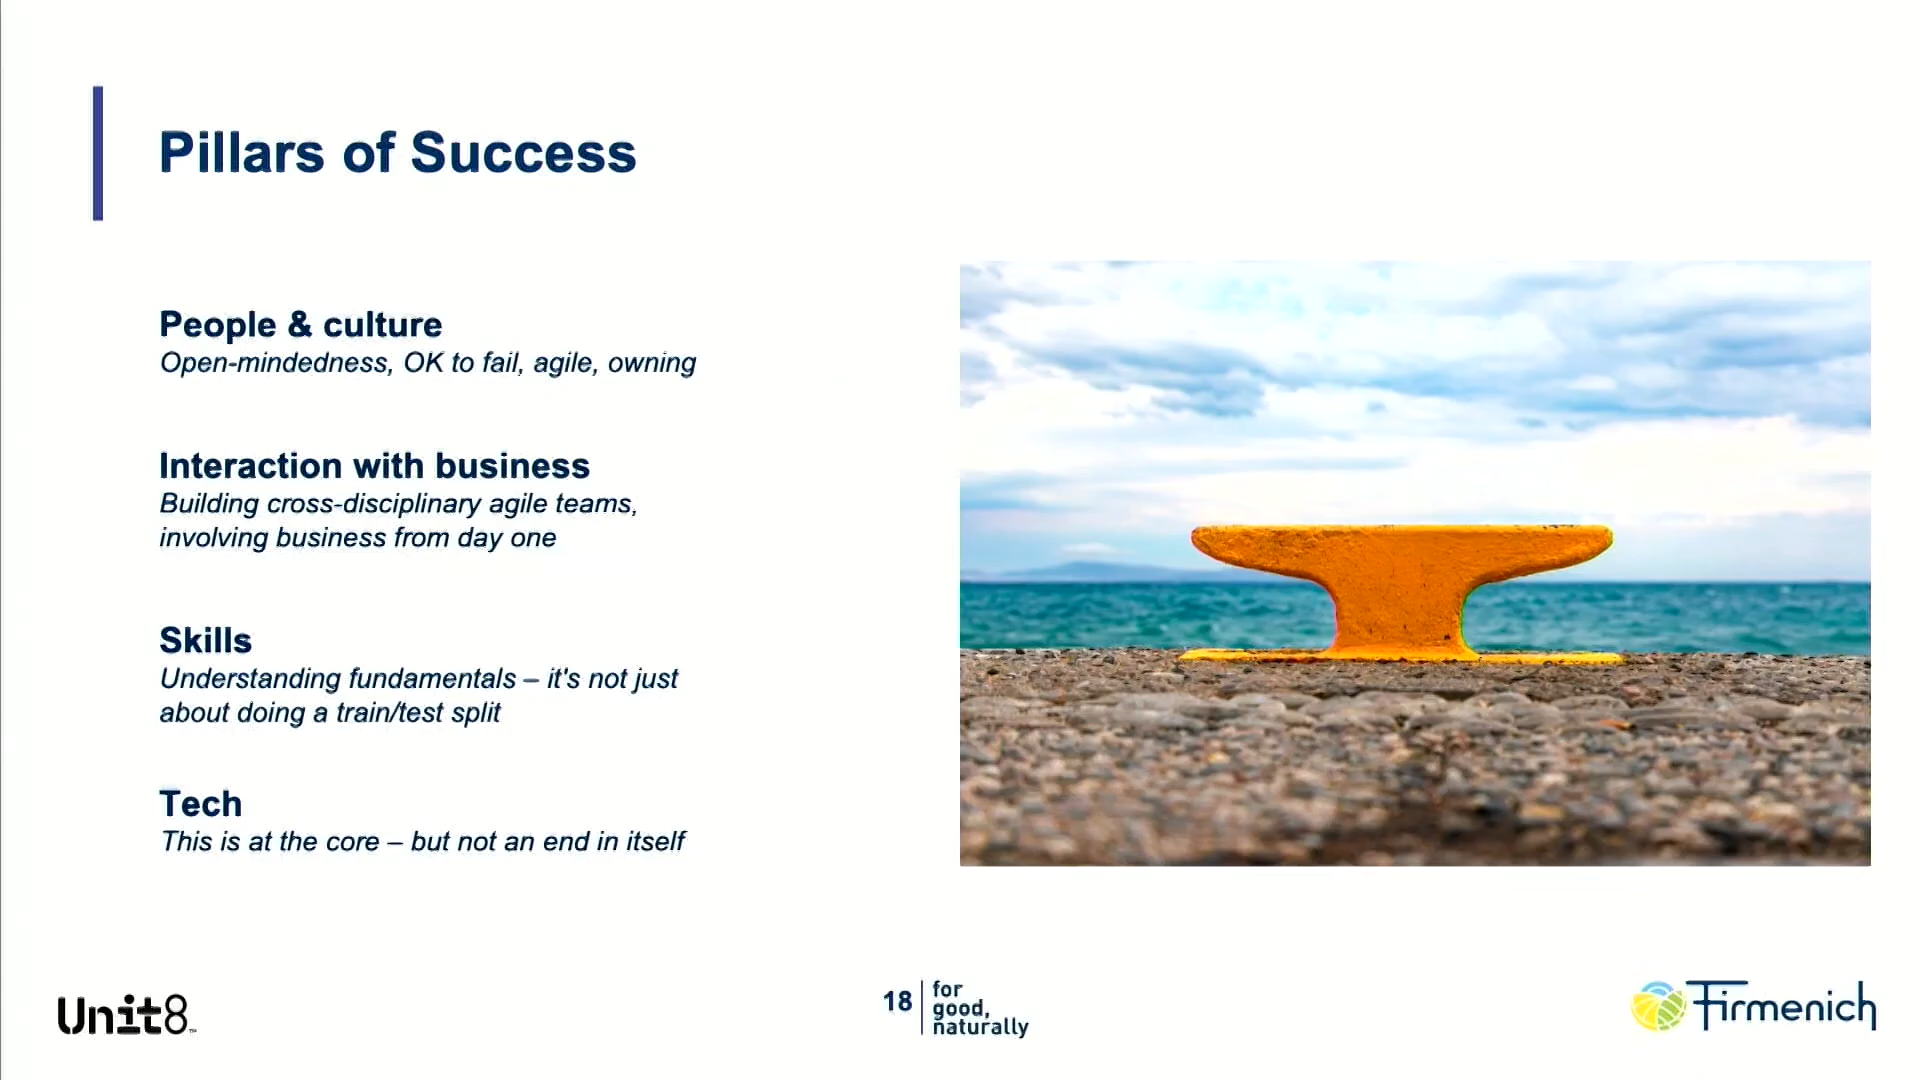 Pillars of Success
People & culture
Open-mindedness, OK to fail, agile, owning
Interaction with business
Building cross-disciplinary agile teams,
involving business from day one
Skills
Understanding fundamentals – it's not just
about doing a train/test split
Tech
This is at the core – but not an end in itself
Unit8™
18
for
good,
naturally
Firmenich